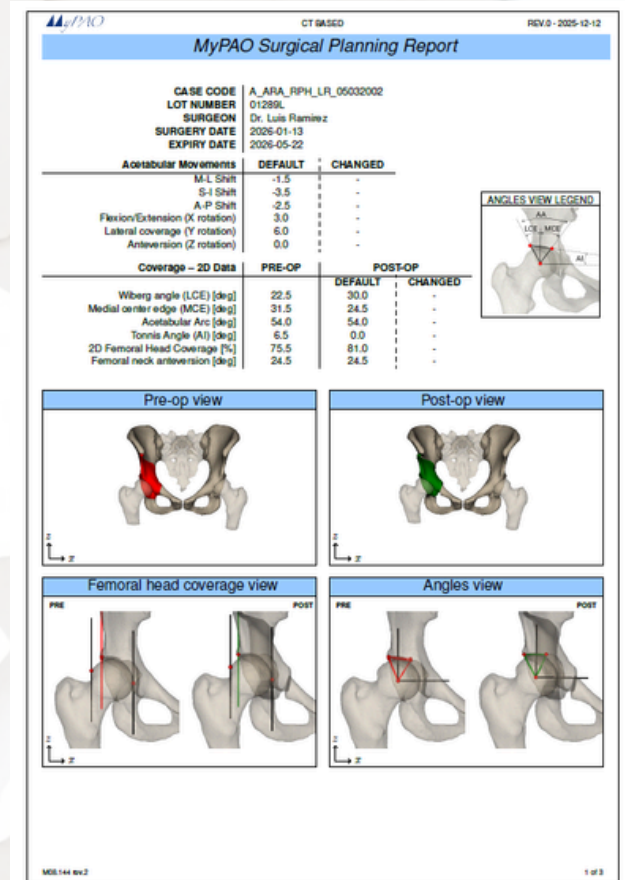 MyPAO
CT BASED
REV.0 - 2025-12-12
MyPAO Surgical Planning Report
CASE CODE A_ARA_RPH_LR_05032002
LOT NUMBER 01289L
SURGEON Dr. Luis Ramirez
SURGERY DATE 2026-01-13
EXPIRY DATE 2026-05-22
Acetabular Movements DEFAULT CHANGED
M-L Shift -1.5 -
S-I Shift -3.5 -
A-P Shift -2.5 -
Flexion/Extension (X rotation) 3.0 -
Lateral coverage (Y rotation) 6.0 -
Anteversion (Z rotation) 0.0 -
ANGLES VIEW LEGEND
AA
LCE MCE
AI
Coverage – 2D Data PRE-OP POST-OP
DEFAULT CHANGED
Wiberg angle (LCE) [deg] 22.5 30.0 -
Medial center edge (MCE) [deg] 31.5 24.5 -
Acetabular Arc [deg] 54.0 54.0 -
Tonnis Angle (AI) [deg] 6.5 0.0 -
2D Femoral Head Coverage [%] 75.5 81.0 -
Femoral neck anteversion [deg] 24.5 24.5 -
Pre-op view
Post-op view
Femoral head coverage view
PRE
POST
Angles view
PRE
POST
M08.144 rev.2
1 of 3